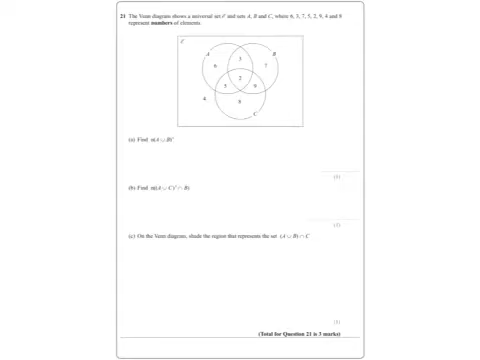 21 The Venn diagram shows a universal set ℰ and sets A, B and C, where 6, 3, 7, 5, 2, 9, 4 and 8
represent numbers of elements.
ℰ
A
B
3
6
7
2
5
9
4
8
C
(a) Find n(A ∪ B)′
(1)
(b) Find n((A ∪ C)′ ∩ B)
(1)
(c) On the Venn diagram, shade the region that represents the set (A ∪ B) ∩ C
(1)
(Total for Question 21 is 3 marks)